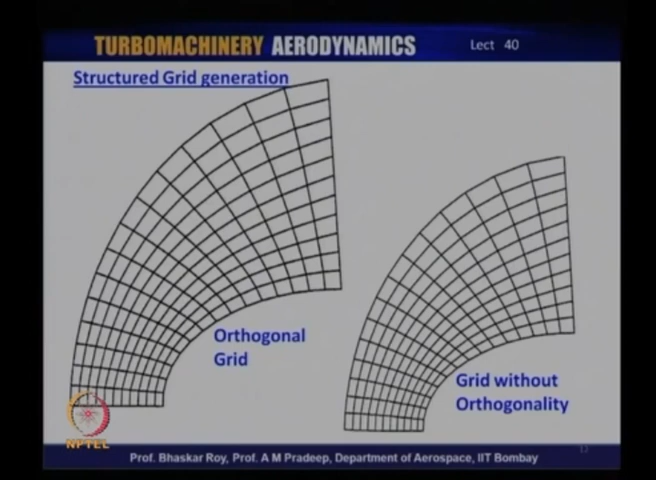 TURBOMACHINERY AERODYNAMICS Lect 40
Structured Grid generation
Orthogonal
Grid
Grid without
Orthogonality
NPTEL
13
Prof. Bhaskar Roy, Prof. A M Pradeep, Department of Aerospace, IIT Bombay